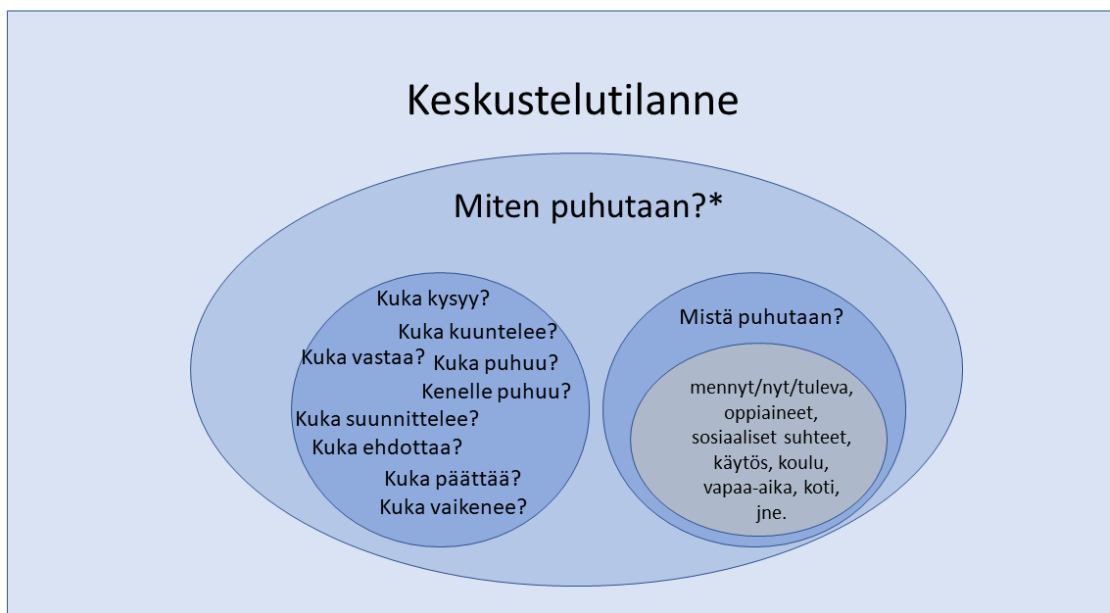 Keskustelutilanne
Miten puhutaan?*
Kuka kysyy?
Kuka kuuntelee?
Kuka vastaa?
Kuka puhuu?
Kenelle puhuu?
Kuka suunnittelee?
Kuka ehdottaa?
Kuka päättää?
Kuka vaikenee?
Mistä puhutaan?
mennyt/nyt/tuleva,
oppiaineet,
sosiaaliset suhteet,
käytös, koulu,
vapaa-aika, koti,
jne.